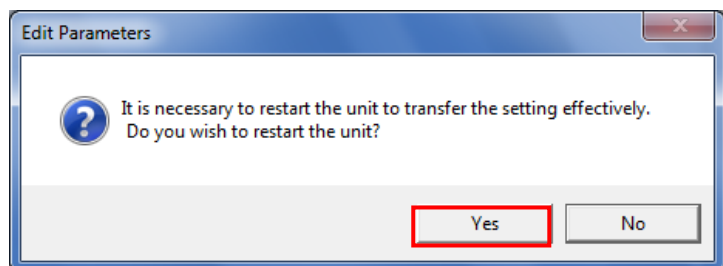 Edit Parameters
x
?
It is necessary to restart the unit to transfer the setting effectively.
Do you wish to restart the unit?
Yes
No